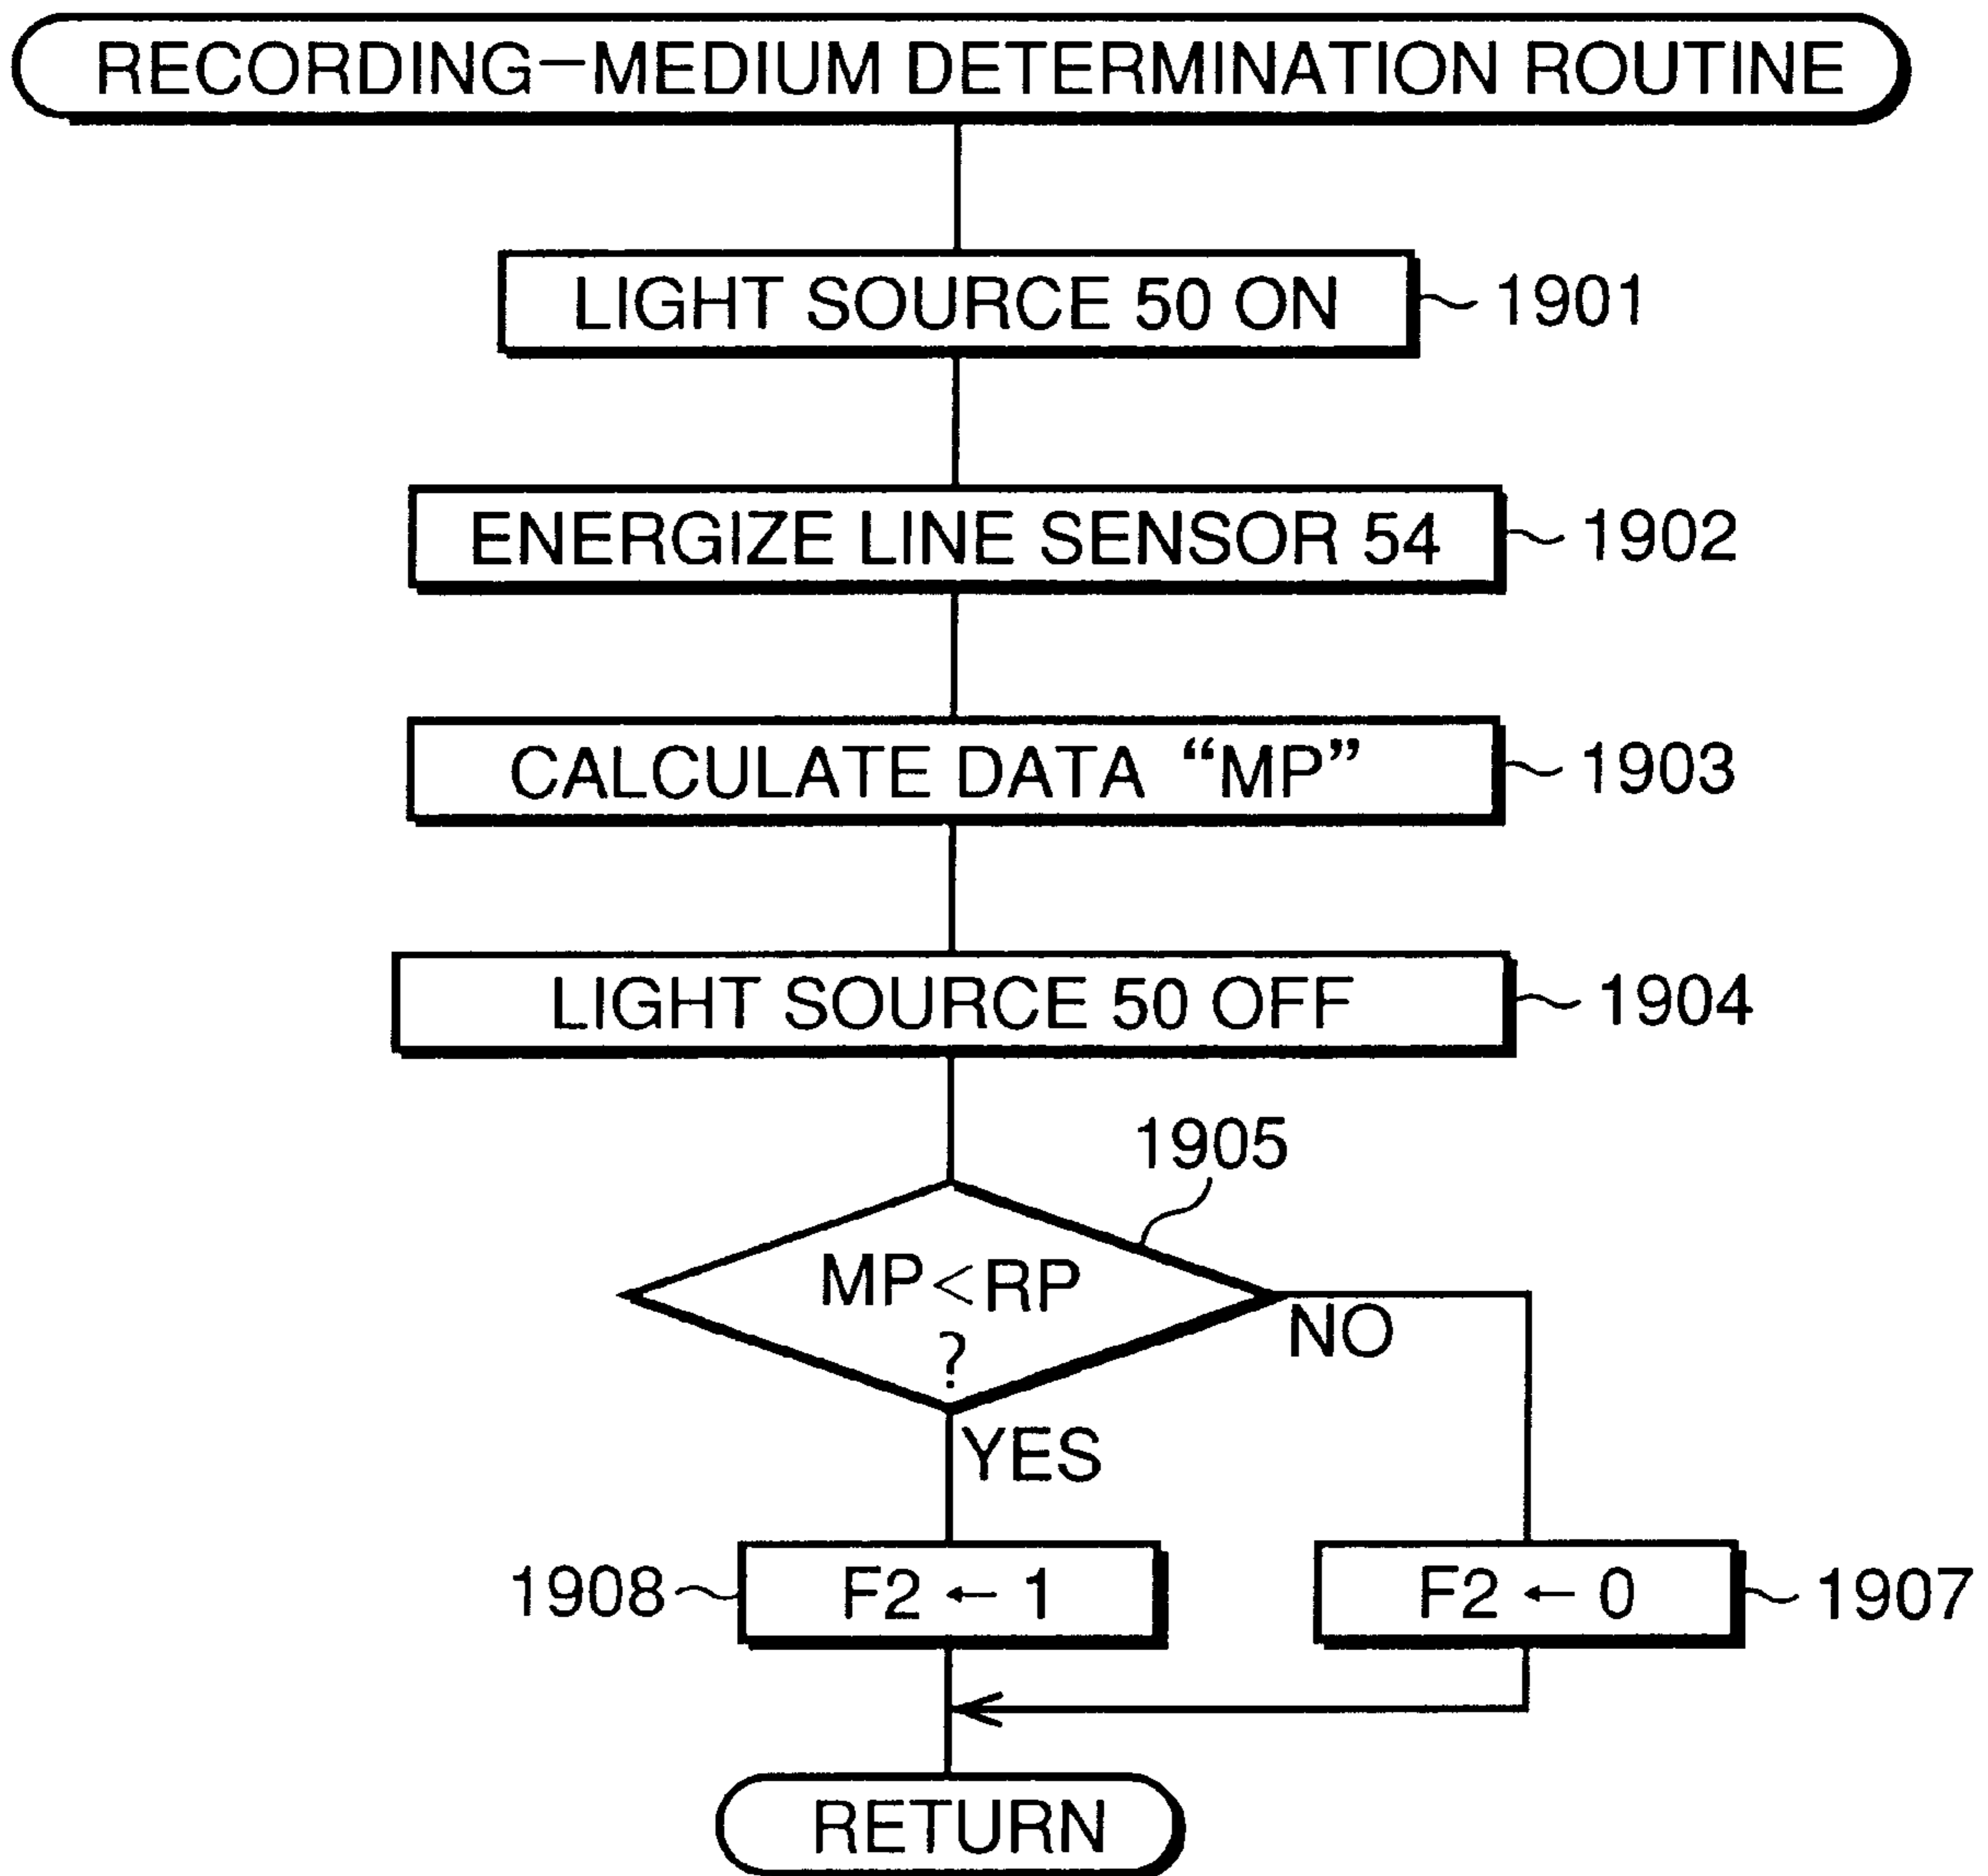 RECORDING—MEDIUM DETERMINATION ROUTINE
LIGHT SOURCE 50 ON
1901
ENERGIZE LINE SENSOR 54
1902
CALCULATE DATA “MP”
1903
LIGHT SOURCE 50 OFF
1904
1905
MP<RP
?
NO
YES
1908
F2 ← 1
F2 ← 0
1907
RETURN